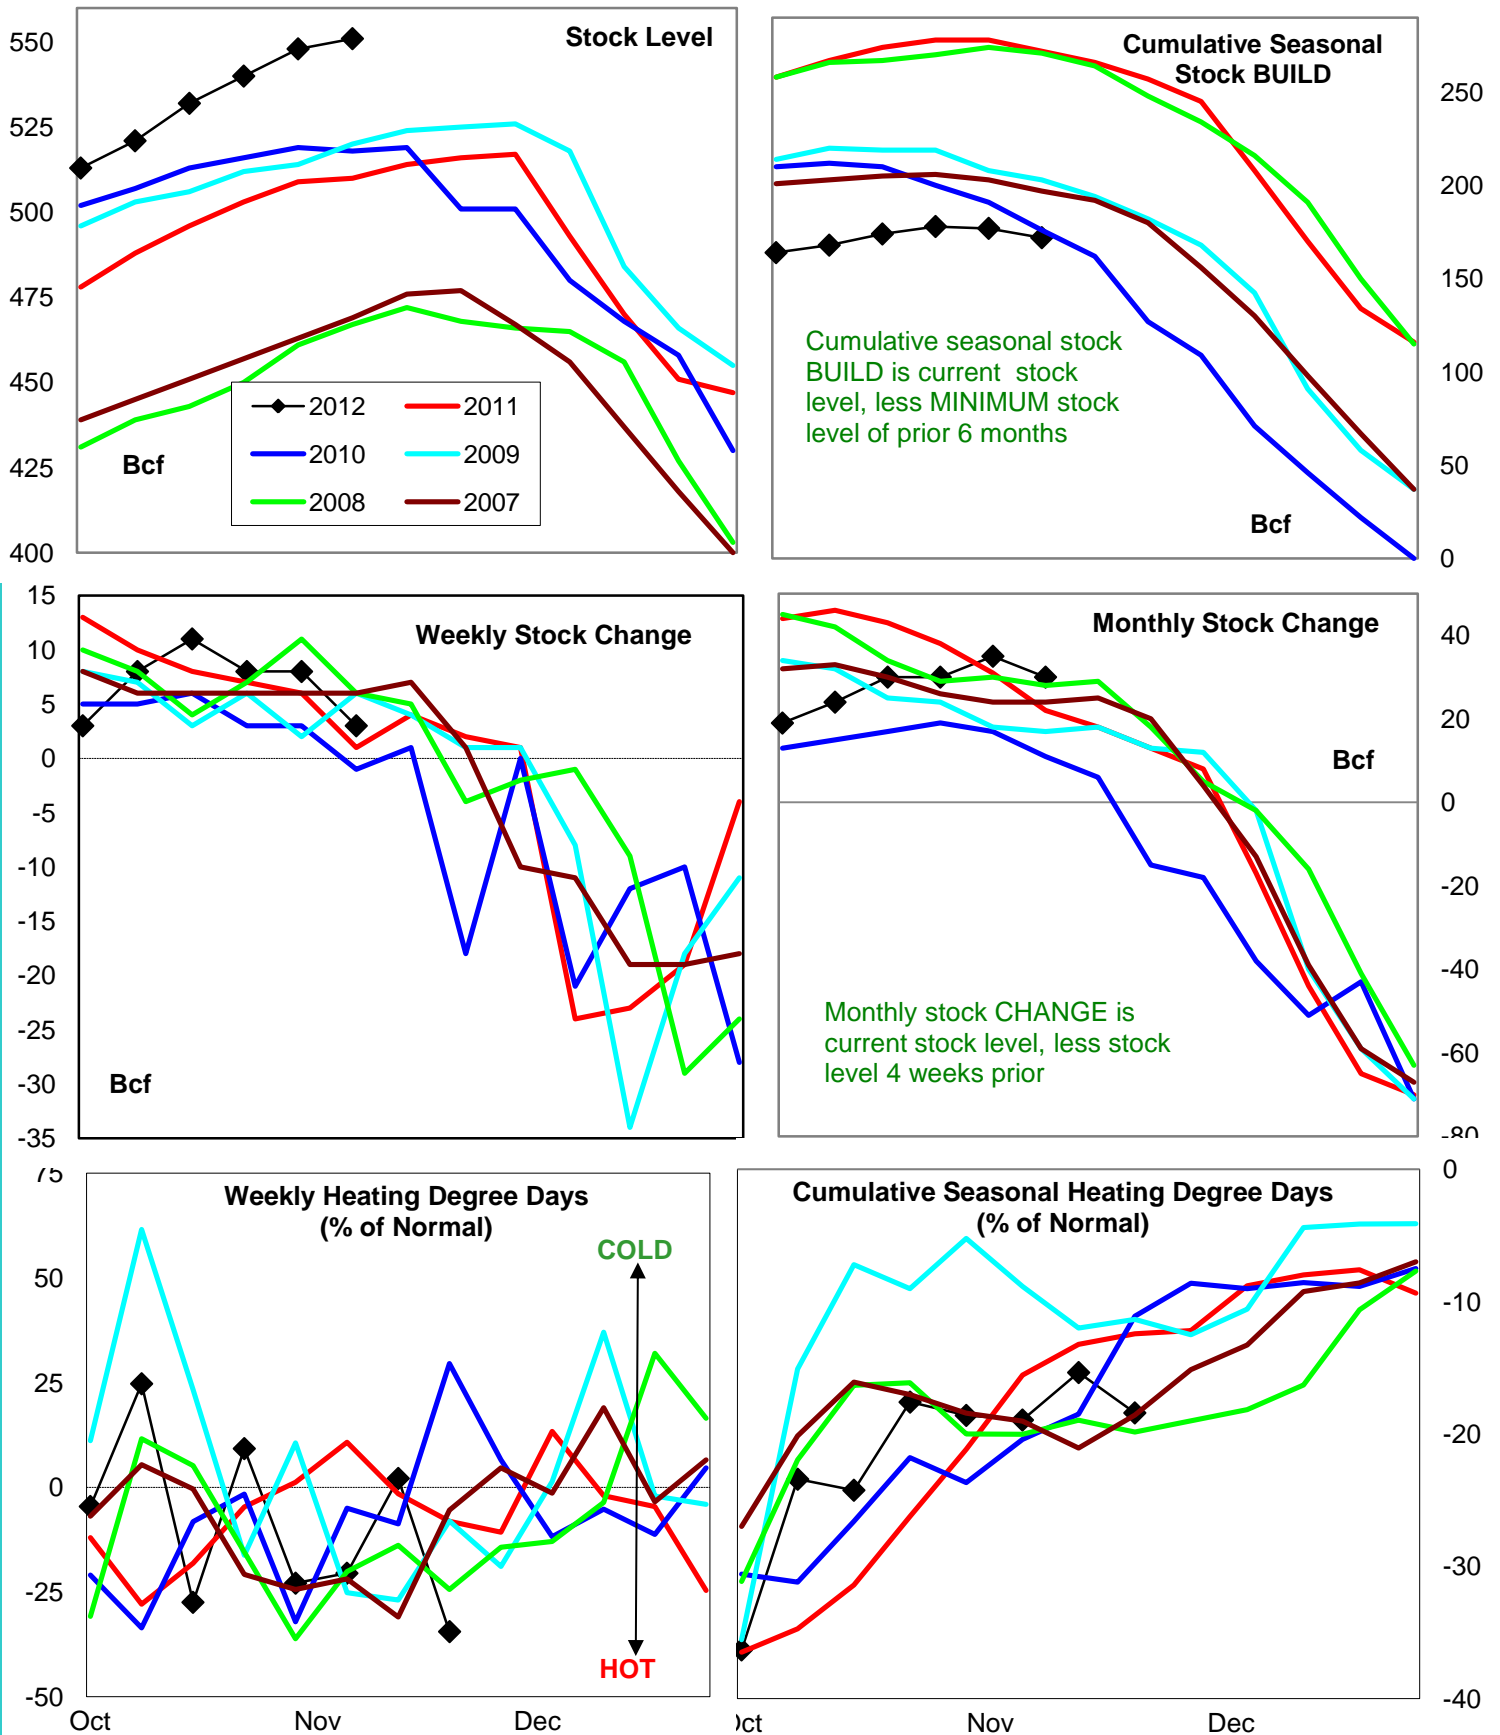 Stock Level
550
525
500
475
450
425
400
2012
2011
2010
2009
2008
2007
Bcf
Cumulative Seasonal
Stock BUILD
250
200
150
100
50
0
Cumulative seasonal stock
BUILD is current stock
level, less MINIMUM stock
level of prior 6 months
Bcf
Weekly Stock Change
15
10
5
0
-5
-10
-15
-20
-25
-30
-35
Bcf
Monthly Stock Change
40
20
0
-20
-40
-60
-80
Bcf
Monthly stock CHANGE is
current stock level, less stock
level 4 weeks prior
Weekly Heating Degree Days
(% of Normal)
75
50
25
0
-25
-50
COLD
HOT
Oct
Nov
Dec
Cumulative Seasonal Heating Degree Days
(% of Normal)
0
-10
-20
-30
-40
Oct
Nov
Dec